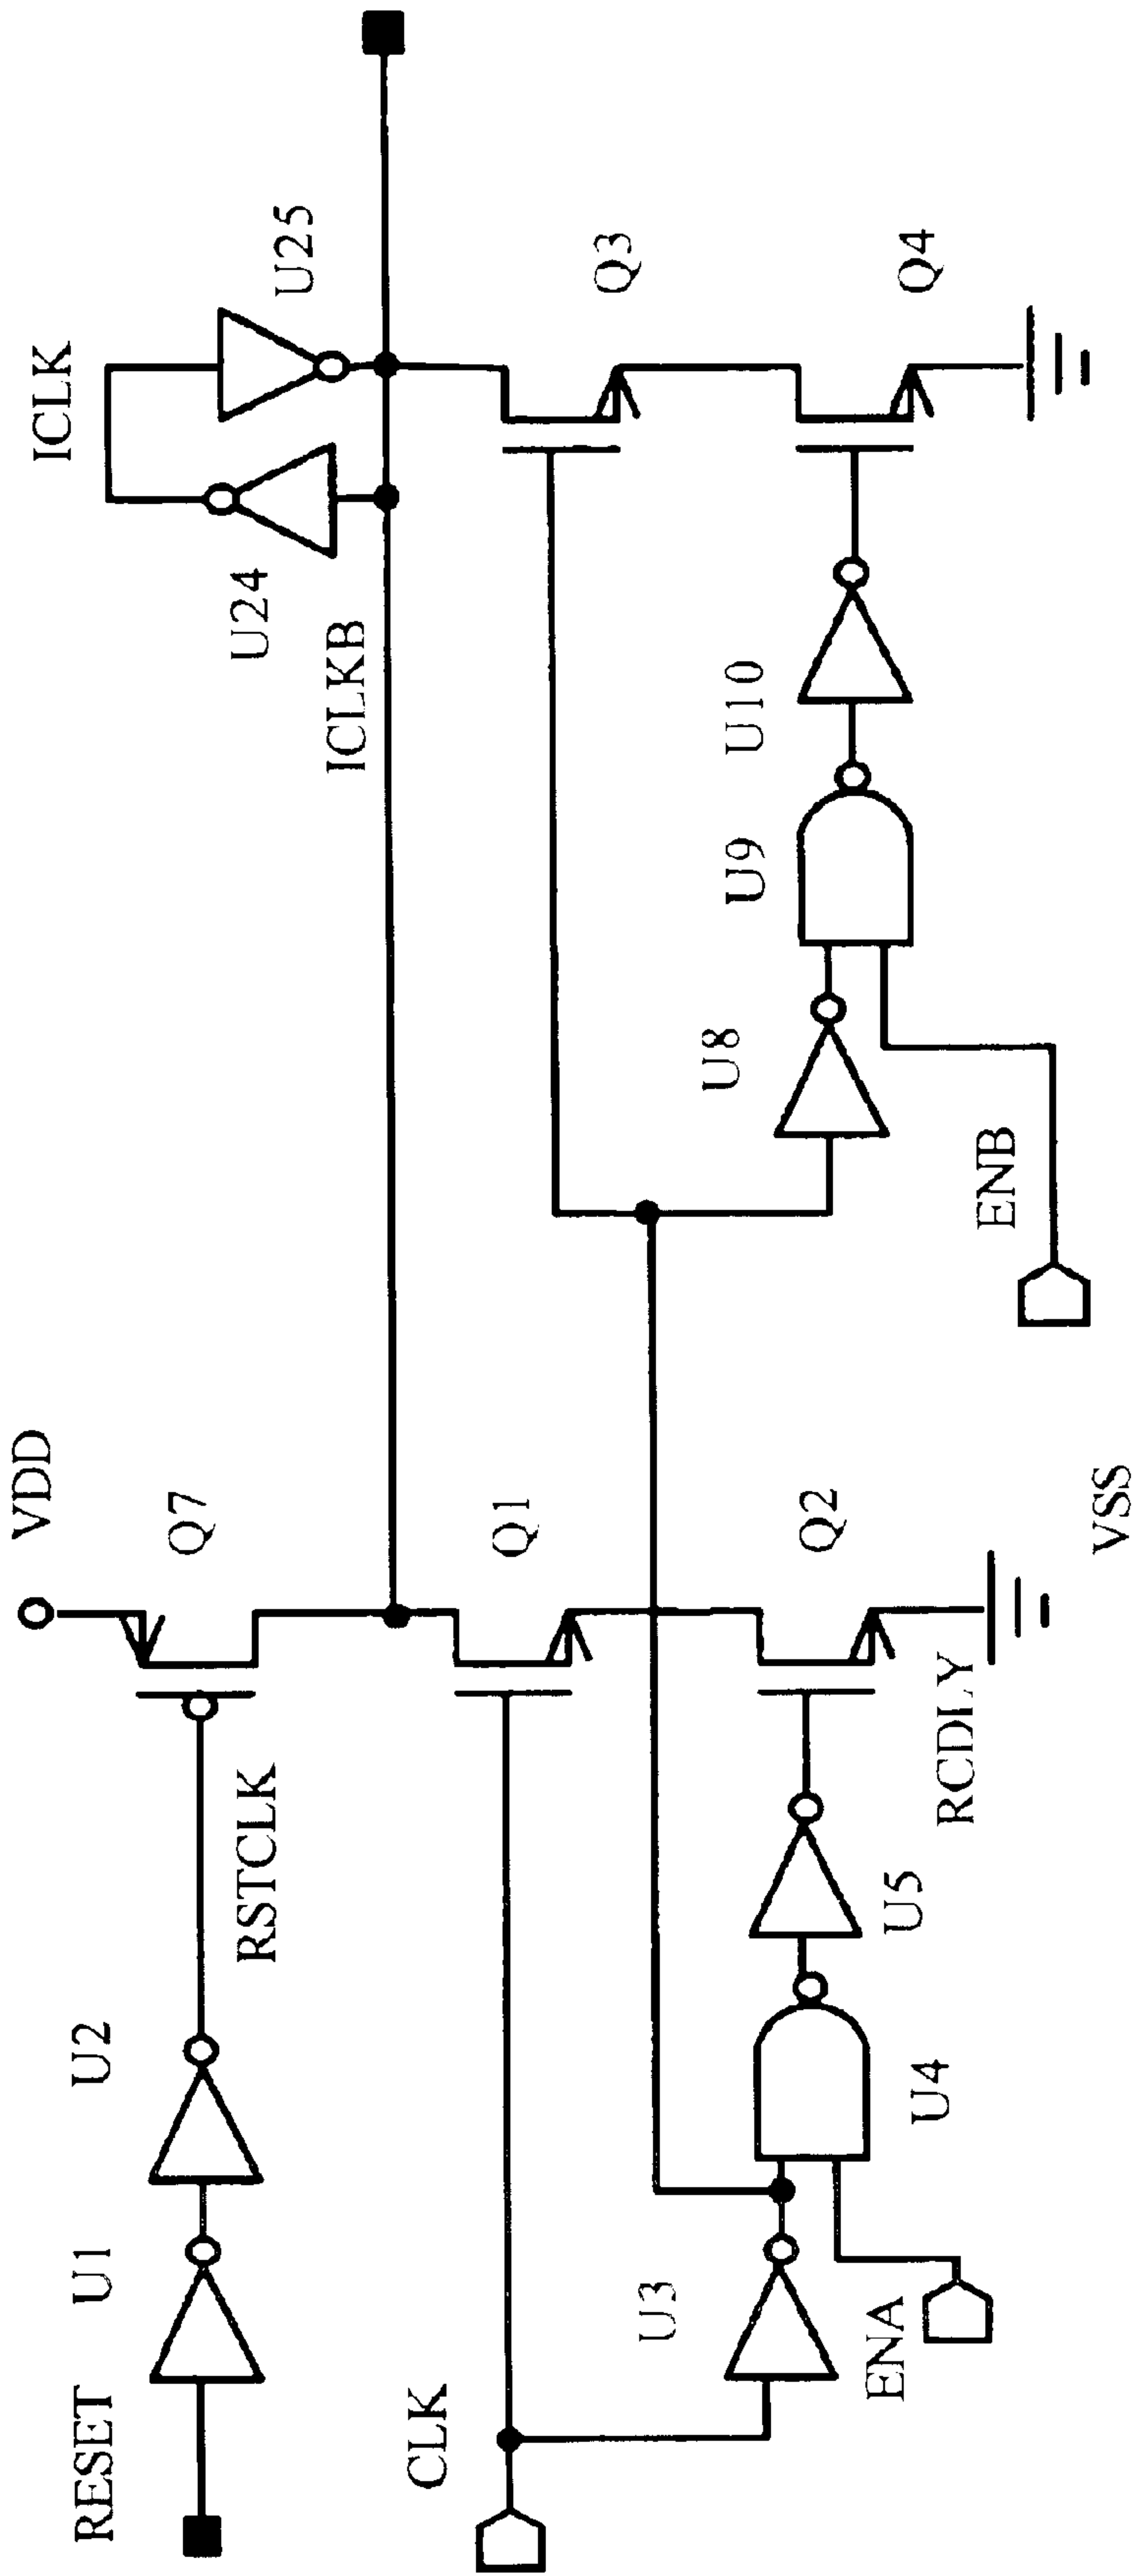 VDD
RESET
U1
U2
RSTCLK
Q7
ICLK
U24
U25
ICLKB
CLK
Q1
Q3
U3
ENA
U4
U5
RCDLY
Q2
VSS
U8
U9
U10
Q4
ENB